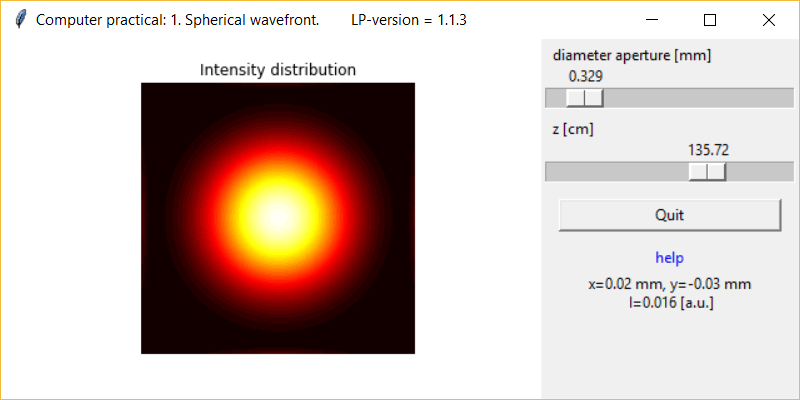 Computer practical: 1. Spherical wavefront. LP-version = 1.1.3
Intensity distribution
diameter aperture [mm]
0.329
z [cm]
135.72
Quit
help
x=0.02 mm, y=-0.03 mm
I=0.016 [a.u.]